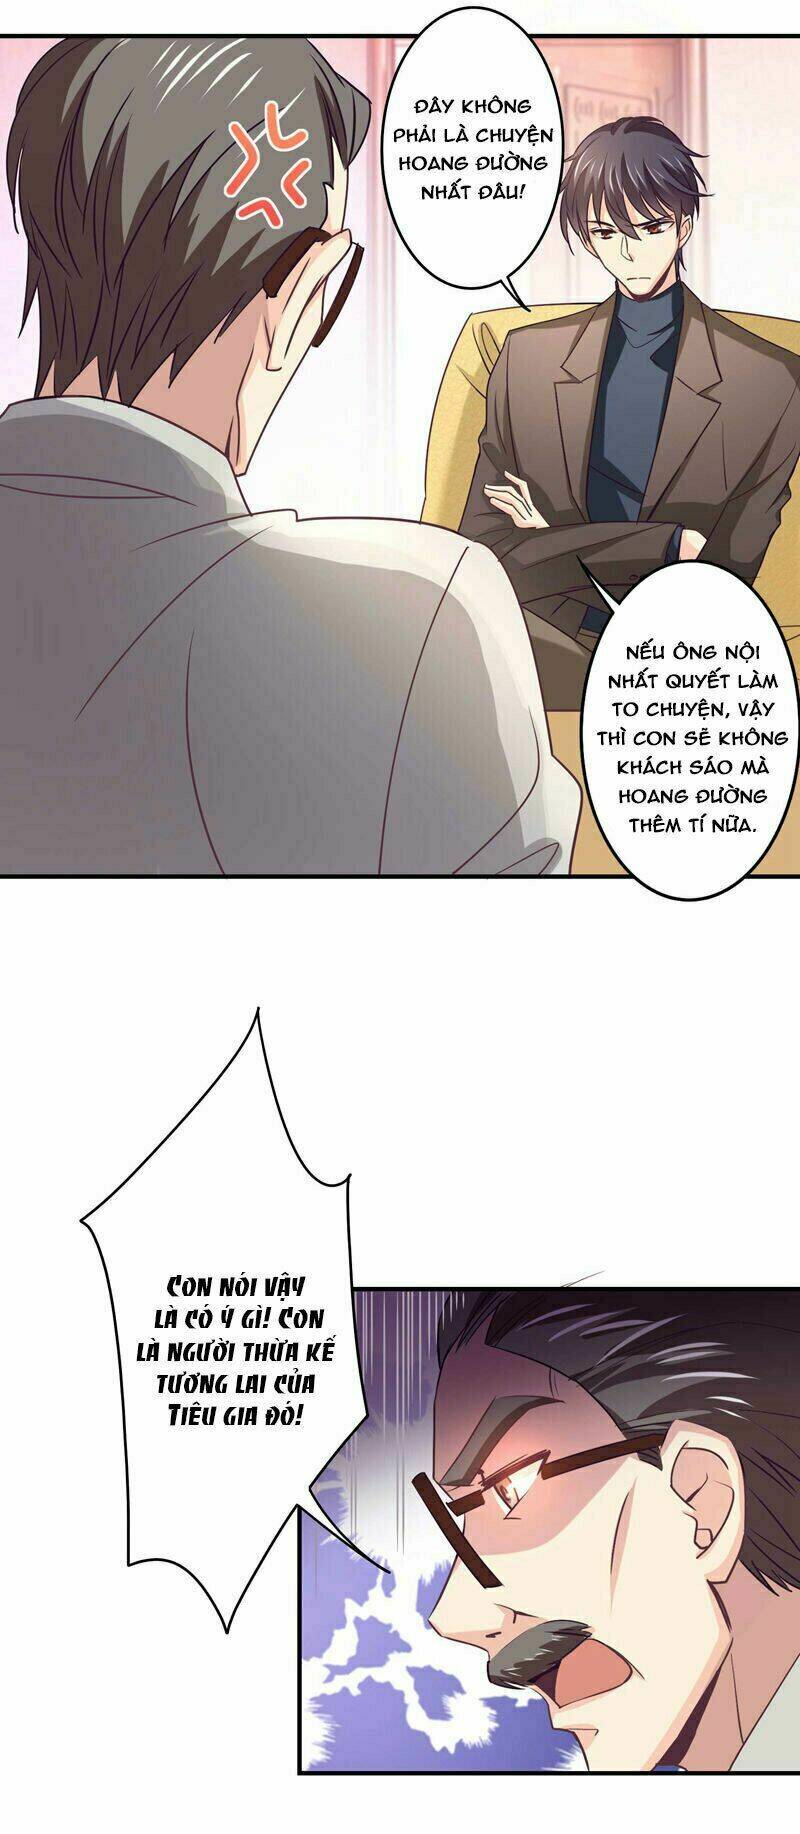 ĐÂY KHÔNG
PHẢI LÀ CHUYỆN
HOANG ĐƯỜNG
NHẤT ĐÂU!
NẾU ÔNG NỘI
NHẤT QUYẾT LÀM
TO CHUYỆN, VẬY
THÌ CON SẼ KHÔNG
KHÁCH SÁO MÀ
HOANG ĐƯỜNG
THÊM TÍ NỮA.
CON NÓI VẬY
LÀ CÓ Ý GÌ! CON
LÀ NGƯỜI THỪA KẾ
TƯƠNG LAI CỦA
TIÊU GIA ĐÓ!